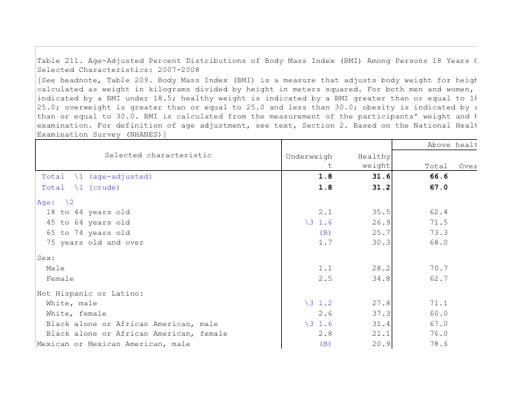 Table 211. Age-Adjusted Percent Distributions of Body Mass Index (BMI) Among Persons 18 Years
Selected Characteristics: 2007-2008
[See headnote, Table 209. Body Mass Index (BMI) is a measure that adjusts body weight for
calculated as weight in kilograms divided by height in meters squared. For both men and women,
indicated by a BMI under 18.5; healthy weight is indicated by a BMI greater than or equal to
25.0; overweight is greater than or equal to 25.0 and less than 30.0; obesity is indicated by
than or equal to 30.0. BMI is calculated from the measurement of the participants' weight and
examination. For definition of age adjustment, see text, Section 2. Based on the National
Examination Survey (NHANES)]
Above
Selected characteristic Underweigh Healthy
t weight Total Over
Total \1 (age-adjusted) 1.8 31.6 66.6
Total \1 (crude) 1.8 31.2 67.0
Age: \2
18 to 44 years old 2.1 35.5 62.4
45 to 64 years old \3 1.6 26.9 71.5
65 to 74 years old (B) 25.7 73.3
75 years old and over 1.7 30.3 68.0
Sex:
Male 1.1 28.2 70.7
Female 2.5 34.8 62.7
Not Hispanic or Latino:
White, male \3 1.2 27.8 71.1
White, female 2.6 37.3 60.0
Black alone or African American, male \3 1.6 31.4 67.0
Black alone or African American, female 2.8 21.1 76.0
Mexican or Mexican American, male (B) 20.9 78.6